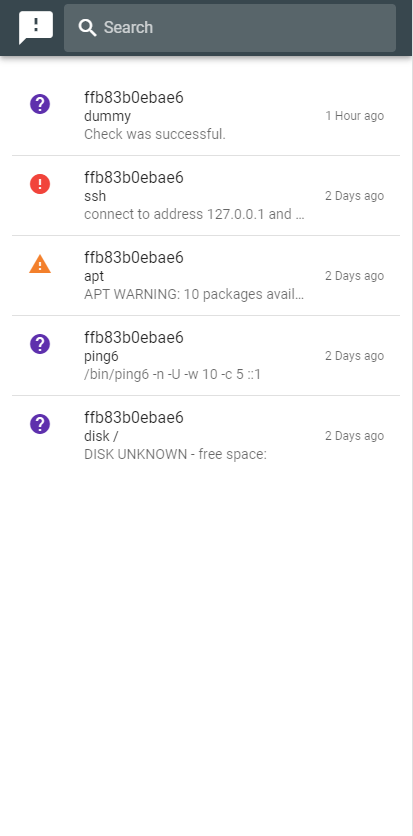 Search
ffb83b0ebae6
dummy
1 Hour ago
Check was successful.
ffb83b0ebae6
ssh
2 Days ago
connect to address 127.0.0.1 and ...
ffb83b0ebae6
apt
2 Days ago
APT WARNING: 10 packages avail...
ffb83b0ebae6
ping6
2 Days ago
/bin/ping6 -n -U -w 10 -c 5 ::1
ffb83b0ebae6
disk /
2 Days ago
DISK UNKNOWN - free space: